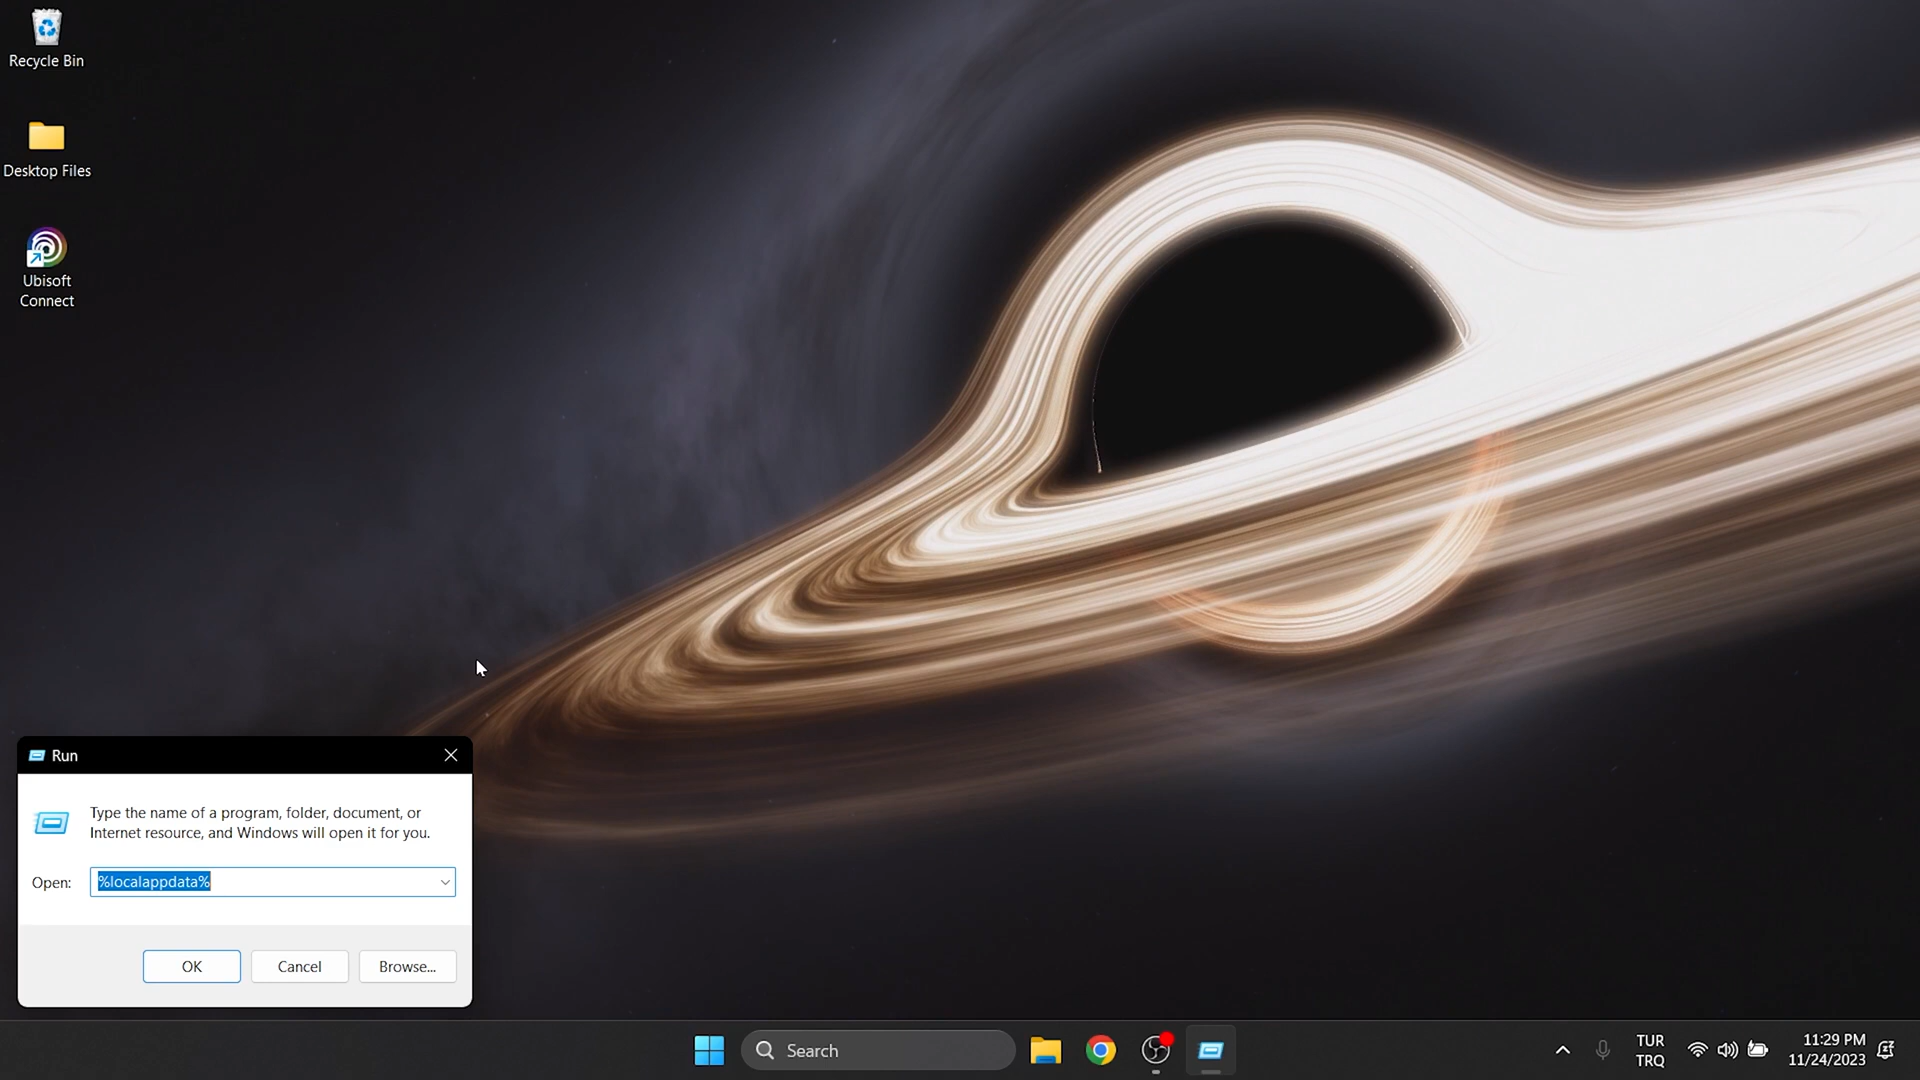 Recycle Bin
Desktop Files
Ubisoft
Connect
Run
Type the name of a program, folder, document, or
Internet resource, and Windows will open it for you.
Open: %localappdata%
OK Cancel Browse...
Search
TUR
TRQ
11:29 PM
11/24/2023